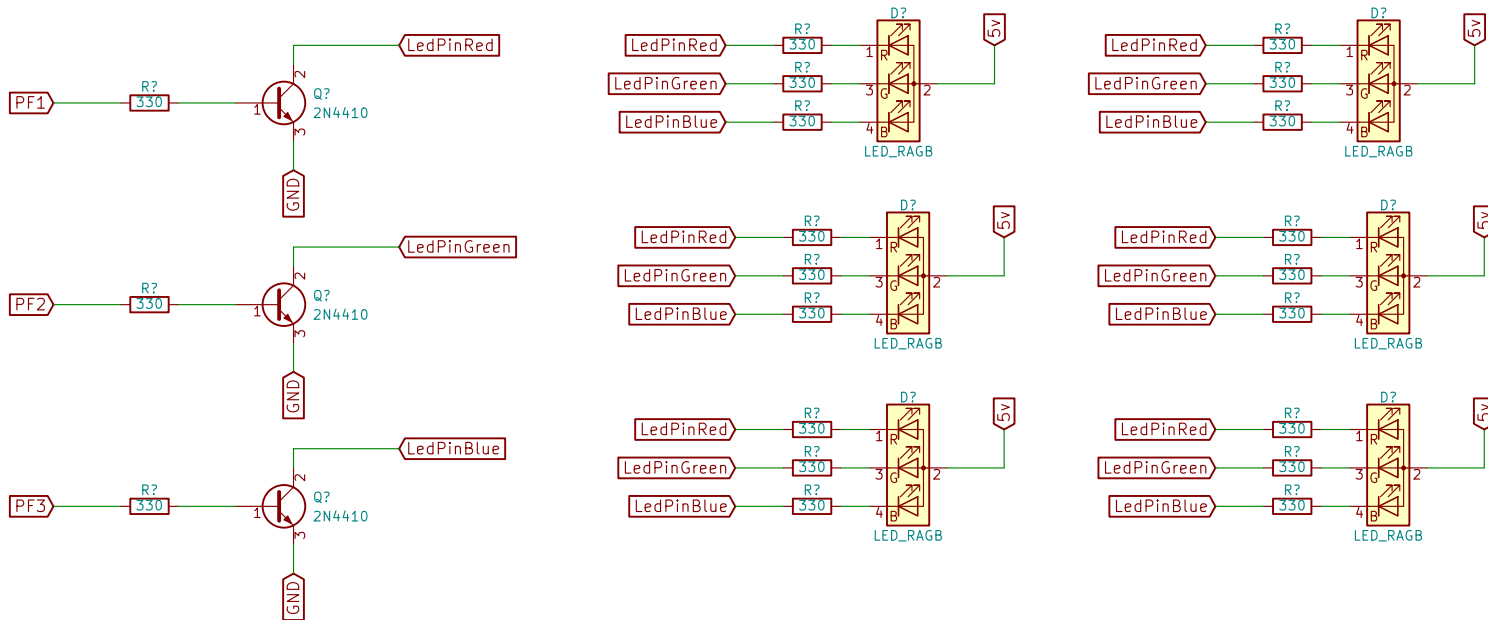 LedPinRed
PF1
R?
330
1
2
3
Q?
2N4410
GND
LedPinGreen
PF2
R?
330
1
2
3
Q?
2N4410
GND
LedPinBlue
PF3
R?
330
1
2
3
Q?
2N4410
GND
D?
5v
LedPinRed
R?
330
1
R
LedPinGreen
R?
330
3
G
2
LedPinBlue
R?
330
4
B
LED_RAGB
D?
5v
LedPinRed
R?
330
1
R
LedPinGreen
R?
330
3
G
2
LedPinBlue
R?
330
4
B
LED_RAGB
D?
5v
LedPinRed
R?
330
1
R
LedPinGreen
R?
330
3
G
2
LedPinBlue
R?
330
4
B
LED_RAGB
D?
5v
LedPinRed
R?
330
1
R
LedPinGreen
R?
330
3
G
2
LedPinBlue
R?
330
4
B
LED_RAGB
D?
5v
LedPinRed
R?
330
1
R
LedPinGreen
R?
330
3
G
2
LedPinBlue
R?
330
4
B
LED_RAGB
D?
5v
LedPinRed
R?
330
1
R
LedPinGreen
R?
330
3
G
2
LedPinBlue
R?
330
4
B
LED_RAGB